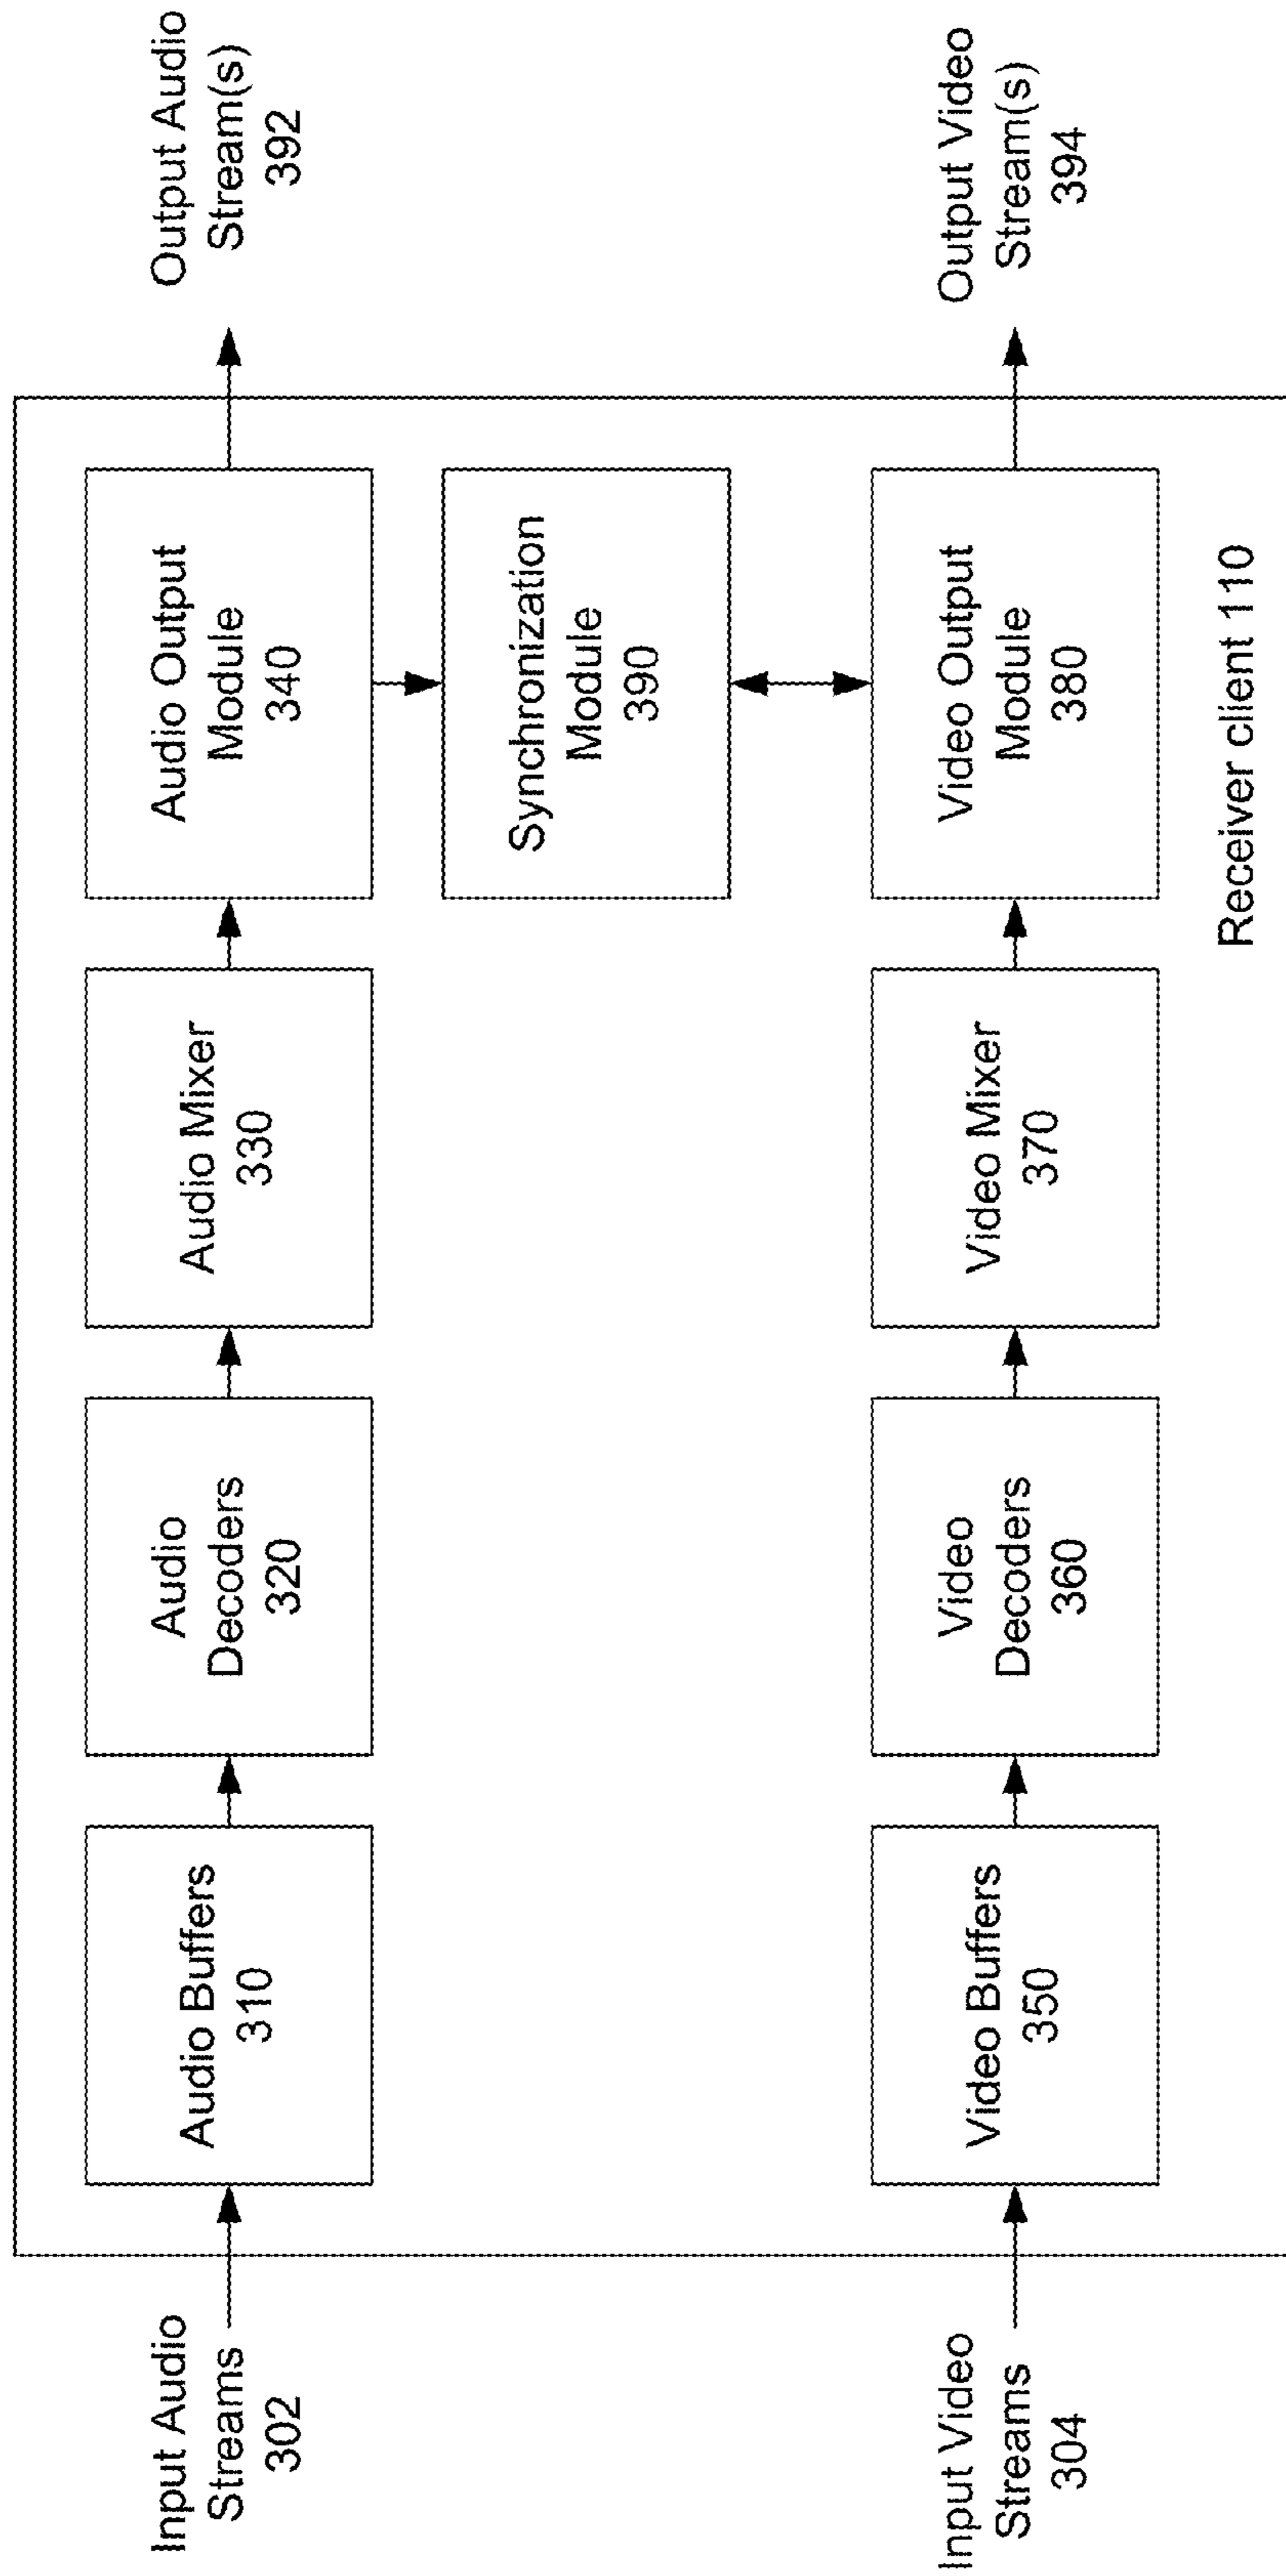 Input Audio
Streams
302
Audio Buffers
310
Audio
Decoders
320
Audio Mixer
330
Audio Output
Module
340
Output Audio
Stream(s)
392
Synchronization
Module
390
Input Video
Streams
304
Video Buffers
350
Video
Decoders
360
Video Mixer
370
Video Output
Module
380
Output Video
Stream(s)
394
Receiver client 110